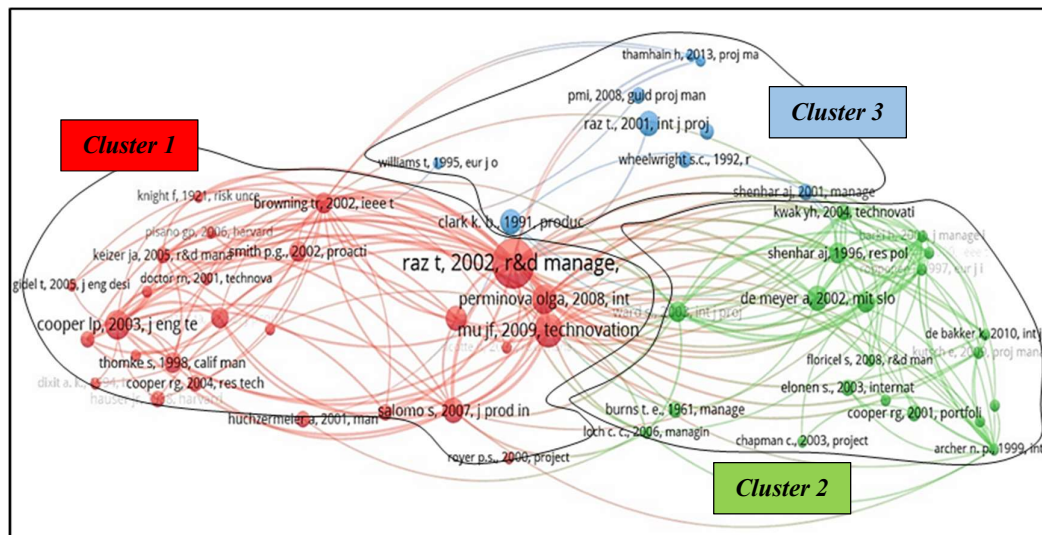 thamhain h, 2013, proj ma
pmi, 2008, guid proj man
Cluster 3
raz t., 2001, int j proj
Cluster 1
williams t, 1995, eur j o
wheelwright s.c., 1992, r
knight f, 1921, risk unce
shenhar aj, 2001, manage
browning tr, 2002, ieee t
clark k. b., 1991, produc
kwak yh, 2004, technovati
pisano gp, 2006, harvard
keizer ja, 2005, r&d mana
smith p.g., 2002, proacti
shenhar aj, 1996, res pol
raz t, 2002, r&d manage,
gidel t, 2005, j eng desi
doctor rn, 2001, technova
perminova olga, 2008, int
de meyer a, 2002, mit slo
cooper lp, 2003, j eng te
mu jf, 2009, technovation
de bakker k, 2010, int j
thomke s, 1998, calif man
floricel s, 2008, r&d man
cooper rg, 2004, res tech
elonen s., 2003, internat
huchzermeier a, 2001, man
salomo s, 2007, j prod in
burns t. e., 1961, manage
cooper rg, 2001, portfoli
loch c. c., 2006, managin
chapman c., 2003, project
archer n. p., 1999, int
royer p.s., 2000, project
Cluster 2